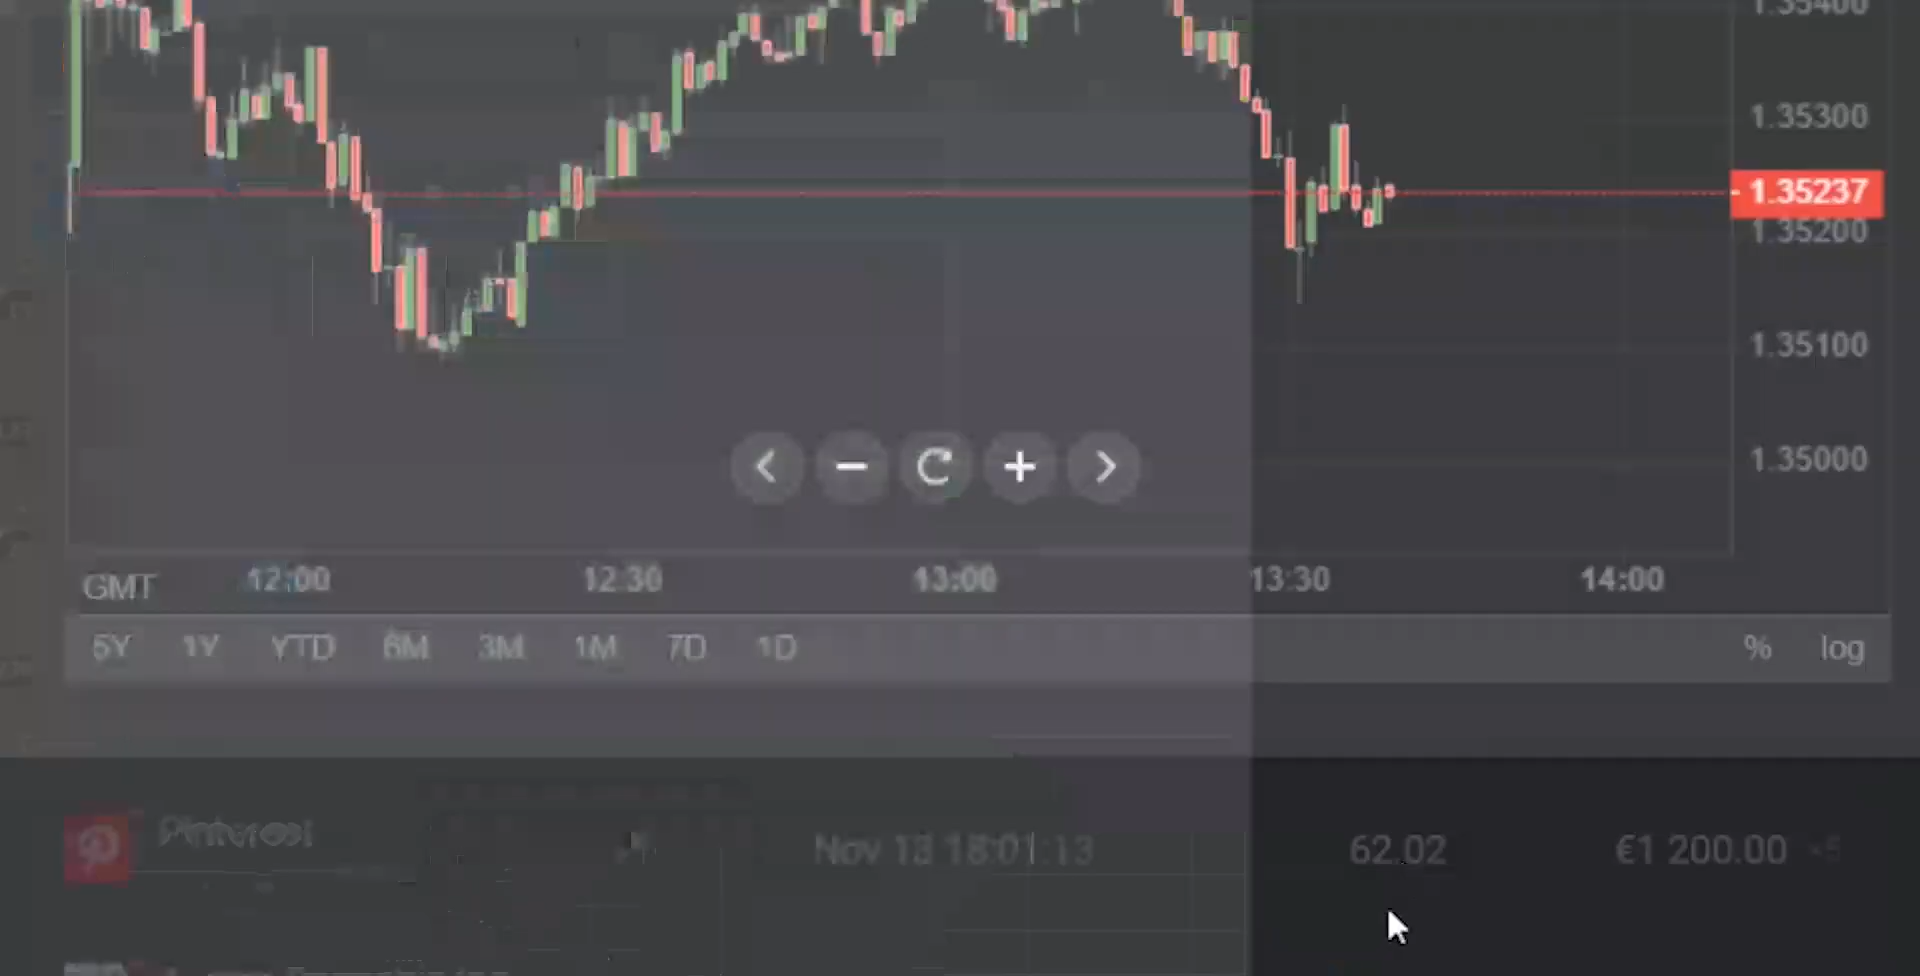 1.35400
1.35300
1.35237
1.35200
1.35100
1.35000
GMT 12:00 12:30 13:00 13:30 14:00
5Y 1Y YTD 6M 3M 1M 7D 1D % log
Pinterest Nov 13 18:01:13 62.02 €1 200.00